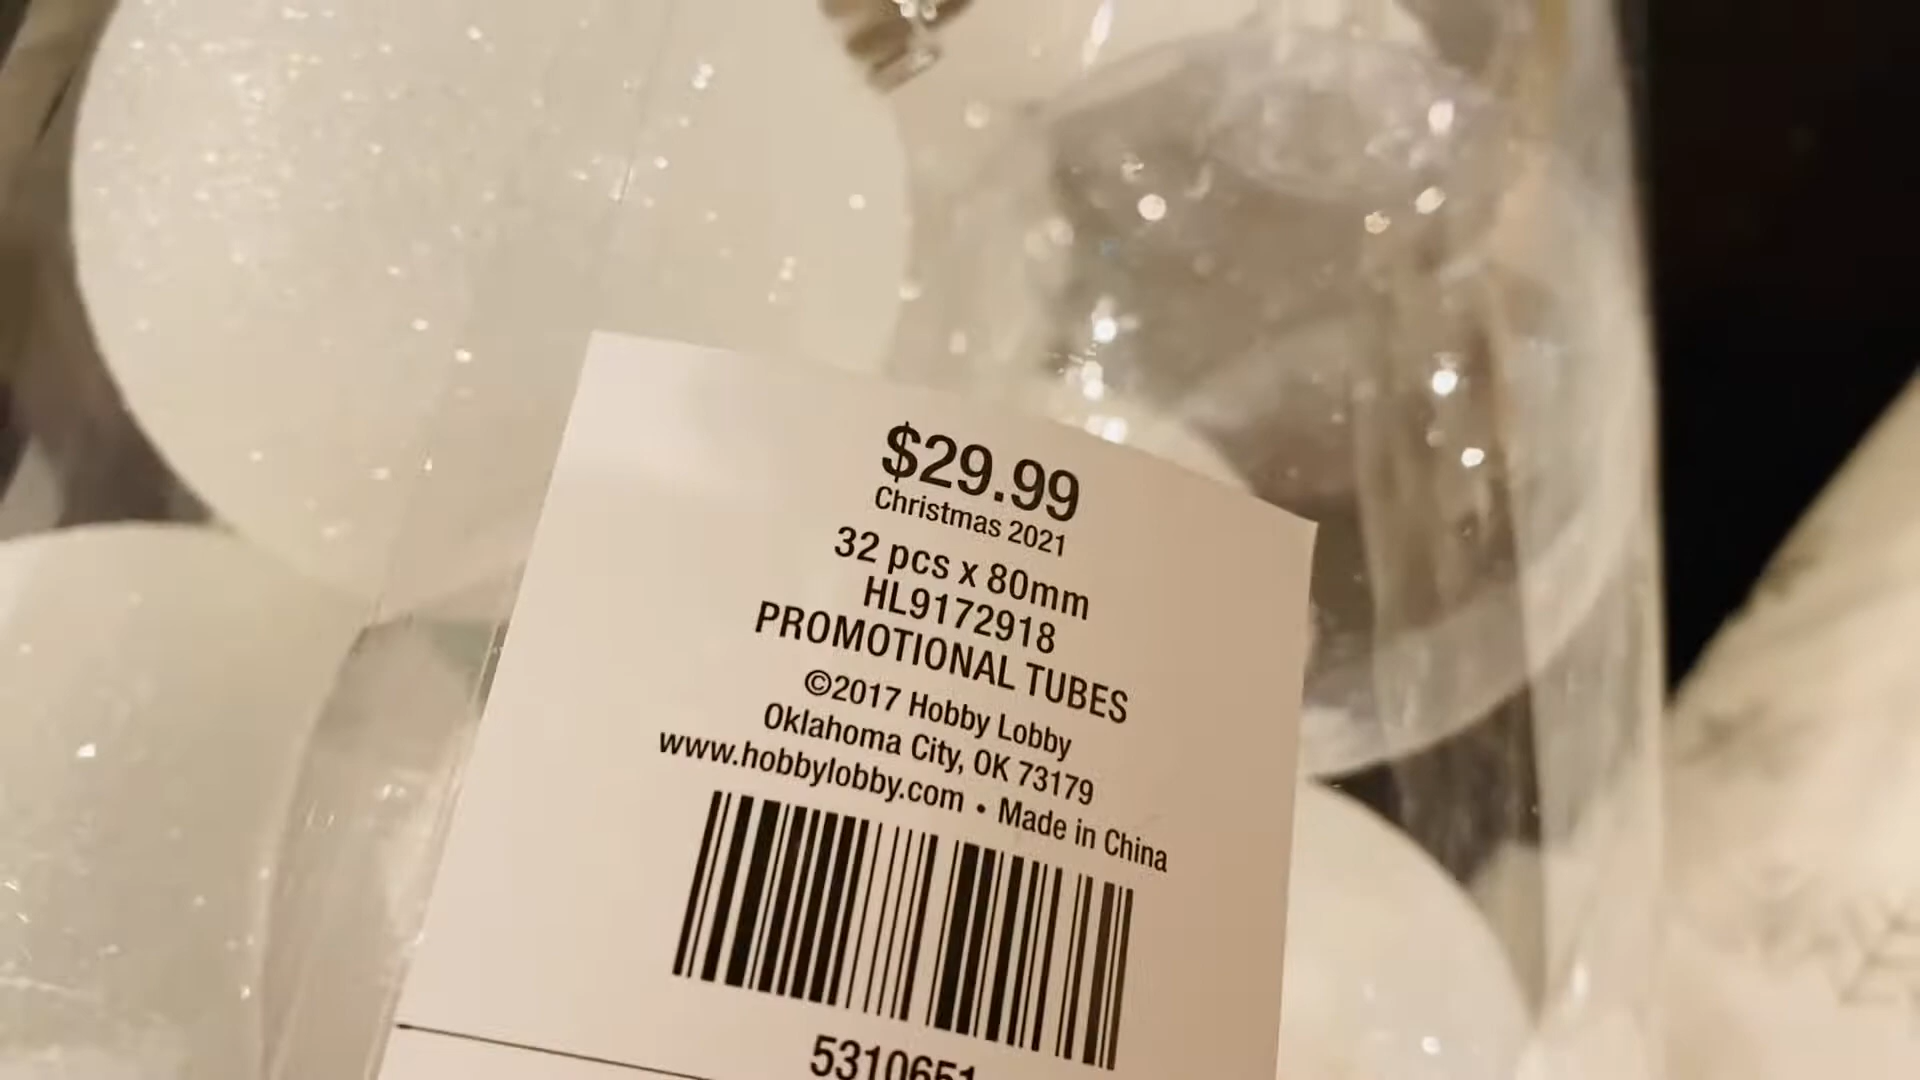 $29.99
Christmas 2021
32 pcs x 80mm
HL9172918
PROMOTIONAL TUBES
©2017 Hobby Lobby
Oklahoma City, OK 73179
www.hobbylobby.com • Made in China
5310651